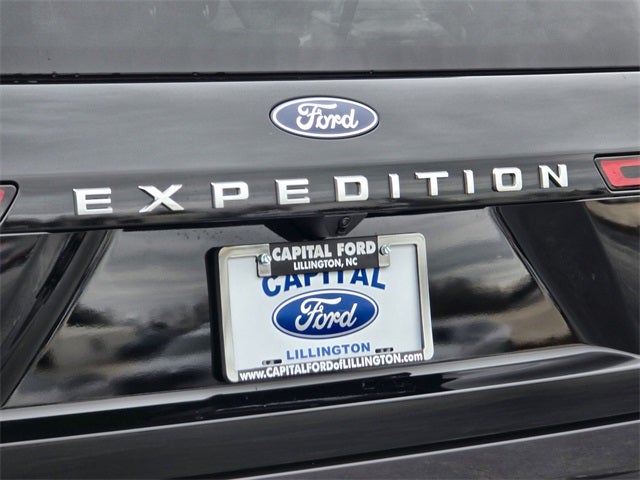 Ford
EXPEDITION
CAPITAL FORD
LILLINGTON, NC
CAPITAL
Ford
LILLINGTON
www.CAPITALFORDofLILLINGTON.com